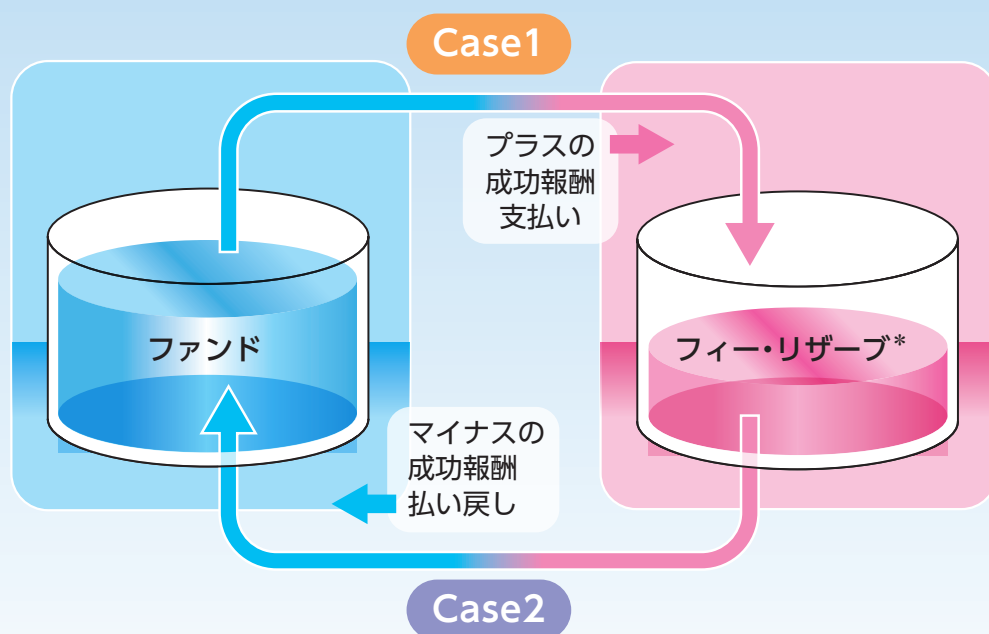 Case1
プラスの
成功報酬
支払い
ファンド
フィー・リザーブ*
マイナスの
成功報酬
払い戻し
Case2